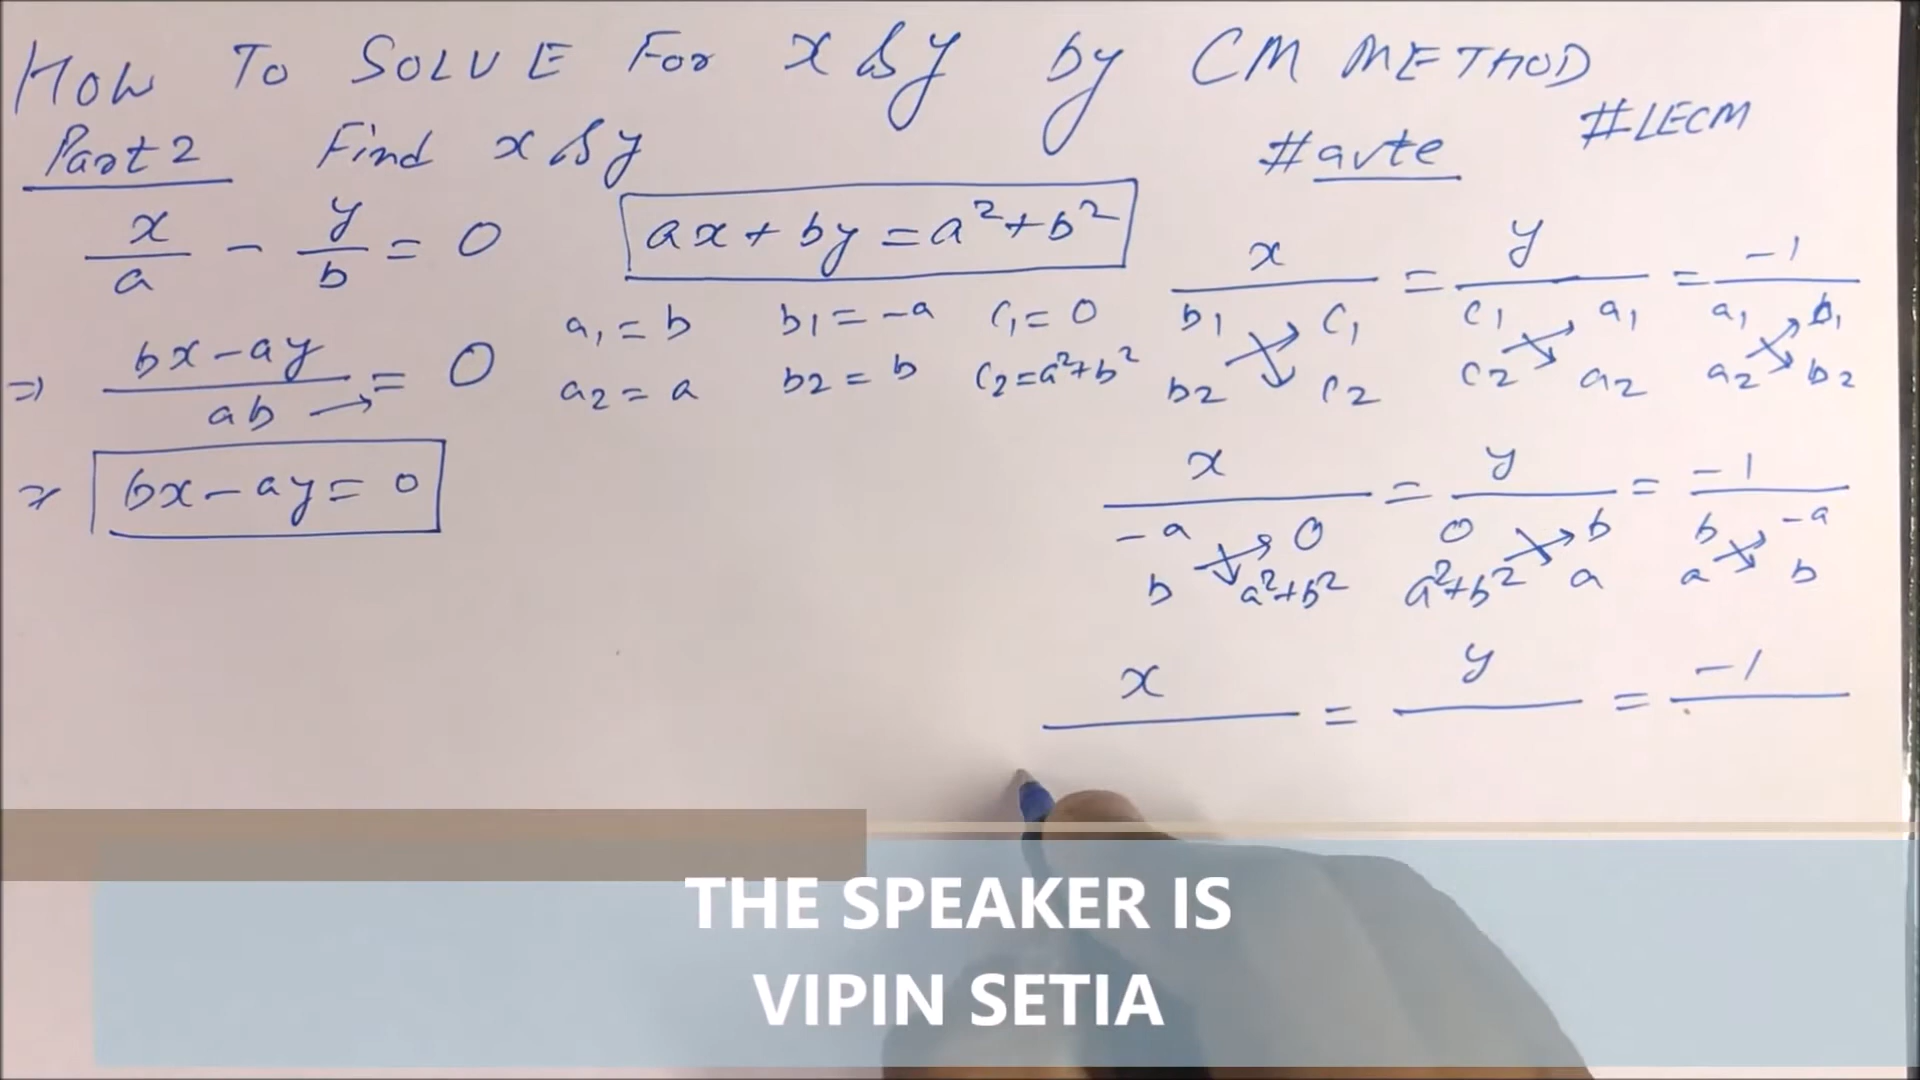 HOW TO SOLVE FOR x & y by CM METHOD
Part 2 Find x & y #avte #LECM
x/a - y/b = 0
ax + by = a²+b²
x/(b1 c1 b2 c2) = y/(c1 a1 c2 a2) = -1/(a1 b1 a2 b2)
a1 = b b1 = -a c1 = 0
⇒ (bx-ay)/ab → = 0
a2 = a b2 = b c2 = a²+b²
⇒ bx-ay = 0
x/(-a 0 b a²+b²) = y/(0 b a²+b² a) = -1/(b -a a b)
x = y = -1
THE SPEAKER IS
VIPIN SETIA